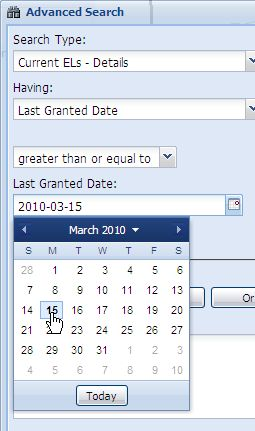 Advanced Search
Search Type:
Current ELs - Details
Having:
Last Granted Date
greater than or equal to
Last Granted Date:
2010-03-15
March 2010
S M T W T F S
28 1 2 3 4 5 6
7 8 9 10 11 12 13
14 15 16 17 18 19 20
21 23 24 25 26 27
28 29 30 31 1 2 3
4 5 6 7 8 9 10
Or
Today